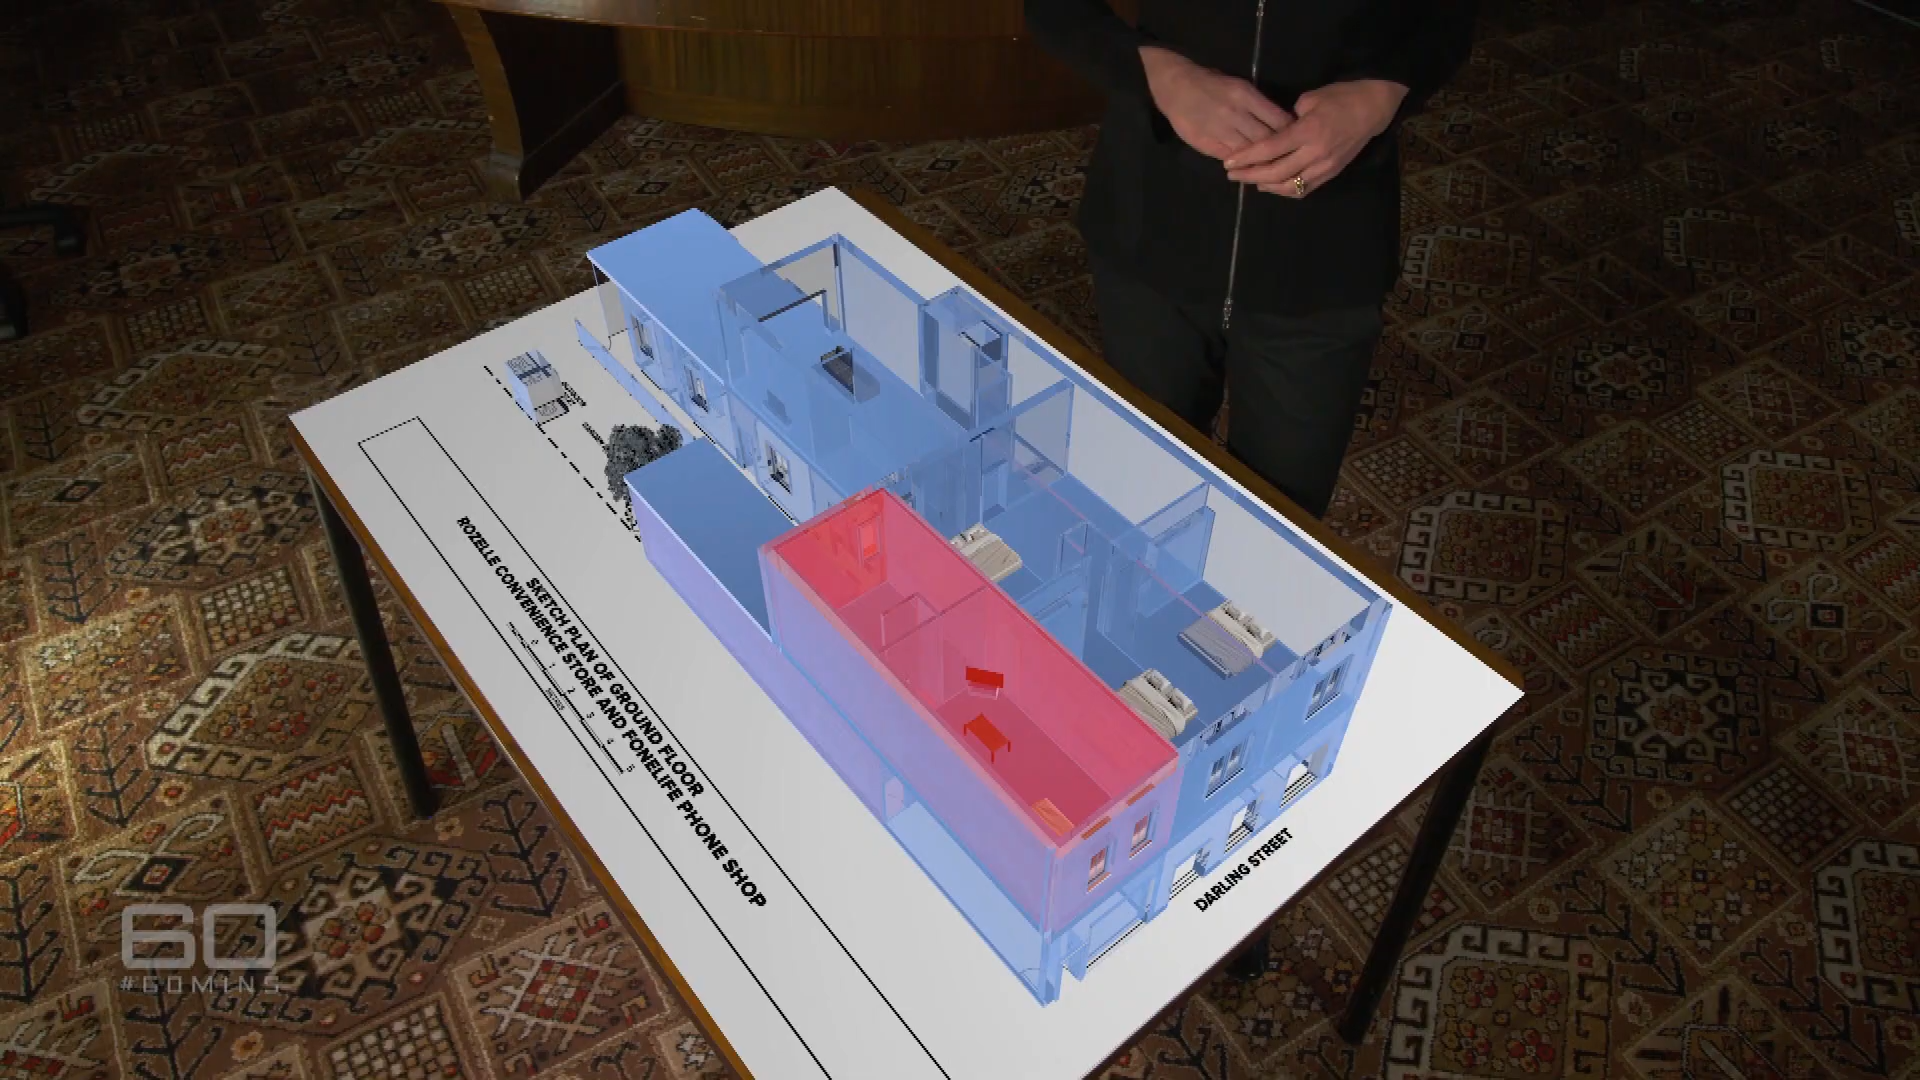 SKETCH PLAN OF GROUND FLOOR
ROZELLE CONVENIENCE STORE AND FONELIFE PHONE SHOP
DARLING STREET
60
#60MINS